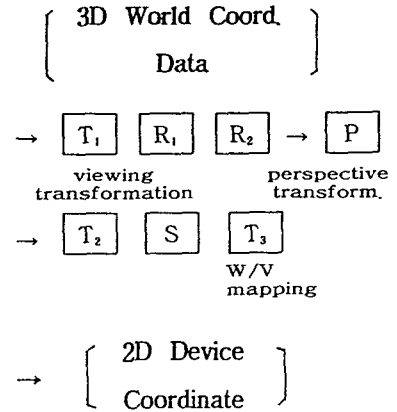 3D World Coord.
Data
→ T₁ R₁ R₂ → P
viewing transformation
perspective transform.
→ T₂ S T₃
W/V mapping
→ 2D Device
Coordinate